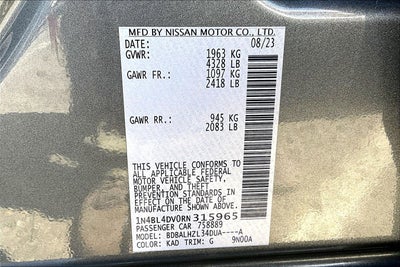 MFD BY NISSAN MOTOR CO., LTD.
DATE: 08/23
GVWR: 1963 KG
4328 LB
GAWR FR.: 1097 KG
2418 LB
GAWR RR.: 945 KG
2083 LB
THIS VEHICLE CONFORMS
TO ALL APPLICABLE FEDERAL
MOTOR VEHICLE SAFETY,
BUMPER, AND THEFT
PREVENTION STANDARDS IN
EFFECT ON THE DATE OF
MANUFACTURE SHOWN ABOVE.
1N4BL4DV0RN315965
PASSENGER CAR 758889
MODEL: BDBALHZL34DUA----A
COLOR: KAD TRIM: G 9N00A